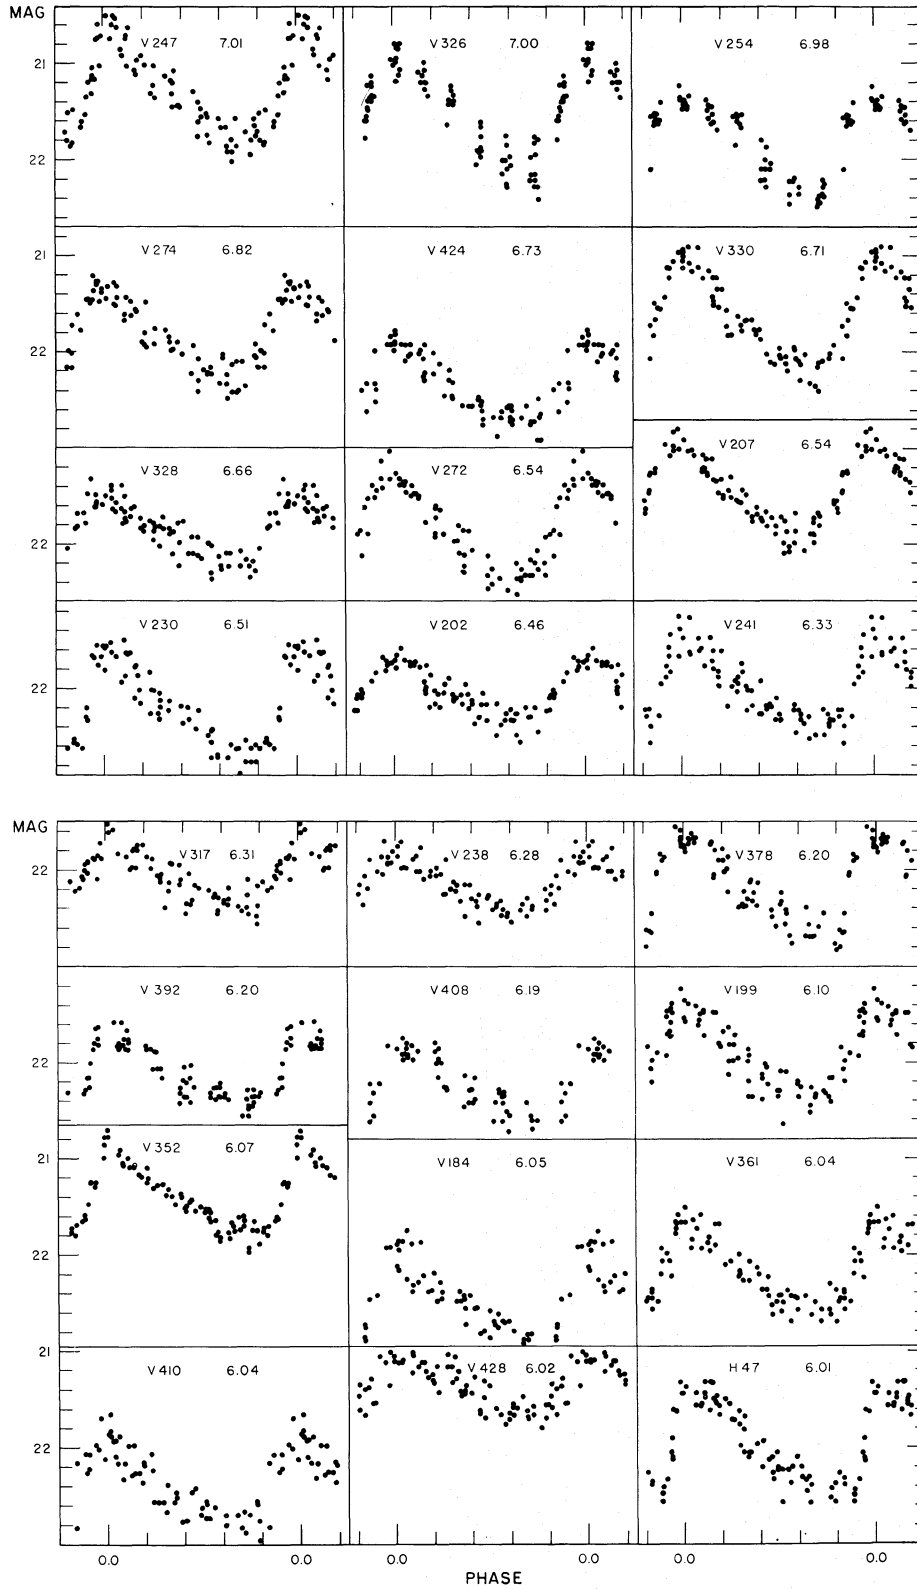 MAG
V 247 7.01
V 326 7.00
V 254 6.98
21
22
V 274 6.82
V 424 6.73
V 330 6.71
21
22
V 328 6.66
V 272 6.54
V 207 6.54
22
V 230 6.51
V 202 6.46
V 241 6.33
22
MAG
V 317 6.31
V 238 6.28
V 378 6.20
22
V 392 6.20
V 408 6.19
V 199 6.10
22
V 352 6.07
V 184 6.05
V 361 6.04
21
22
V 410 6.04
V 428 6.02
H 47 6.01
21
22
0.0 0.0 0.0 0.0 0.0 0.0
PHASE